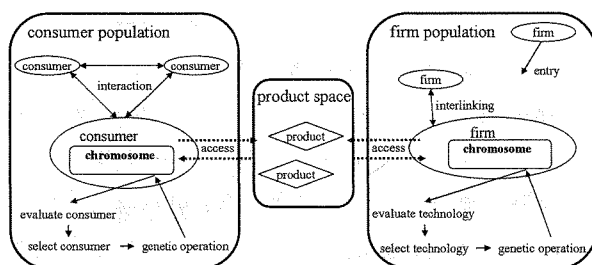 consumer population
consumer
consumer
interaction
consumer
chromosome
evaluate consumer
select consumer
genetic operation
access
product space
product
product
access
firm population
firm
entry
firm
interlinking
firm
chromosome
evaluate technology
select technology
genetic operation